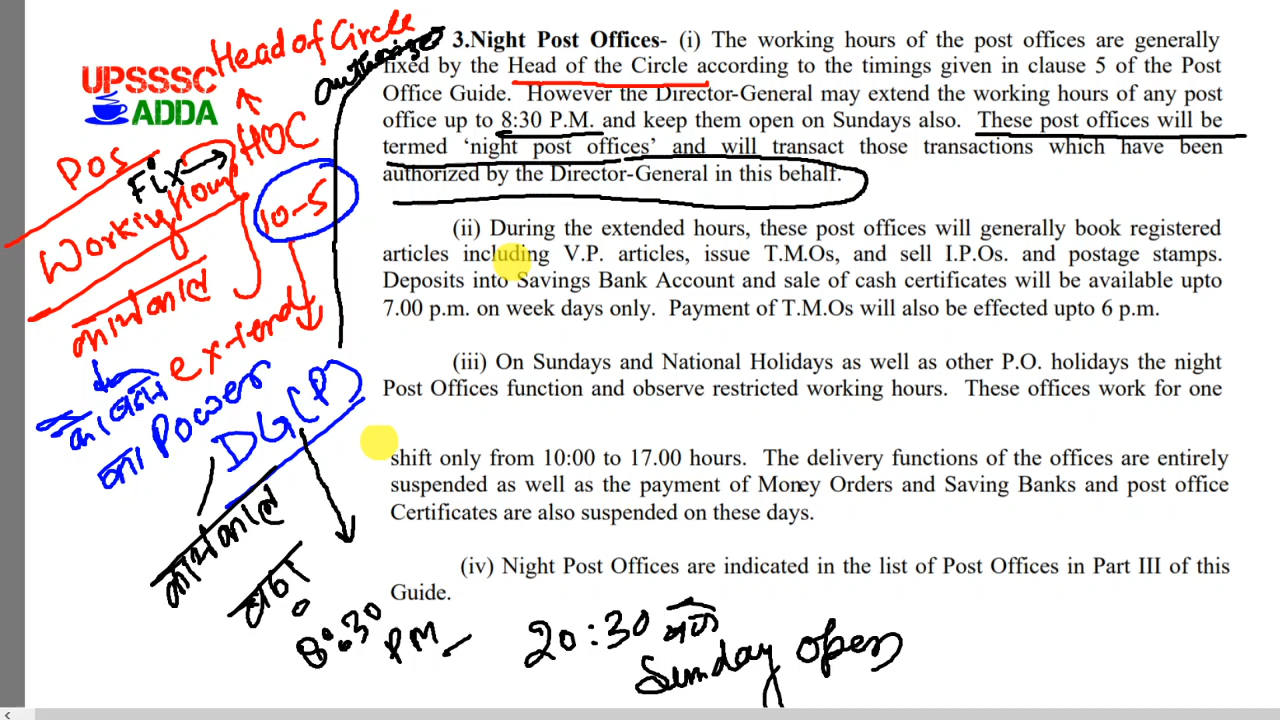 Head of Circle
authorized
UPSSSC
ADDA
Pos
Fix → HOC
Working Hour
10-5
extend
Power
DG(P)
3.Night Post Offices- (i) The working hours of the post offices are generally
fixed by the Head of the Circle according to the timings given in clause 5 of the Post
Office Guide. However the Director-General may extend the working hours of any post
office up to 8:30 P.M. and keep them open on Sundays also. These post offices will be
termed ‘night post offices’ and will transact those transactions which have been
authorized by the Director-General in this behalf.
(ii) During the extended hours, these post offices will generally book registered
articles including V.P. articles, issue T.M.Os, and sell I.P.Os. and postage stamps.
Deposits into Savings Bank Account and sale of cash certificates will be available upto
7.00 p.m. on week days only. Payment of T.M.Os will also be effected upto 6 p.m.
(iii) On Sundays and National Holidays as well as other P.O. holidays the night
Post Offices function and observe restricted working hours. These offices work for one
shift only from 10:00 to 17.00 hours. The delivery functions of the offices are entirely
suspended as well as the payment of Money Orders and Saving Banks and post office
Certificates are also suspended on these days.
(iv) Night Post Offices are indicated in the list of Post Offices in Part III of this
Guide.
8:30
PM
20:30 तक
Sunday open